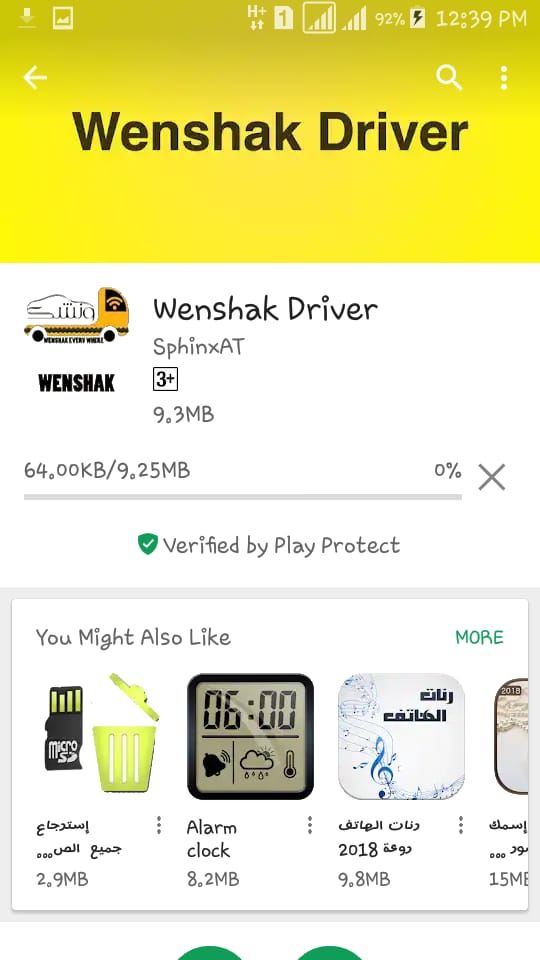 H+ 1 92% 12:39 PM
Wenshak Driver
ونشك
WENSHAK EVERY WHERE
WENSHAK
Wenshak Driver
SphinxAT
3+
9.3MB
64.00KB/9.25MB 0%
Verified by Play Protect
You Might Also Like MORE
micro SD
06:00
رنات
الهاتف
2018
إسترجاع
جميع الص...
2.9MB
Alarm
clock
8.2MB
رنات الهاتف
روعة 2018
9.8MB
إسمك
ور ...
15MB